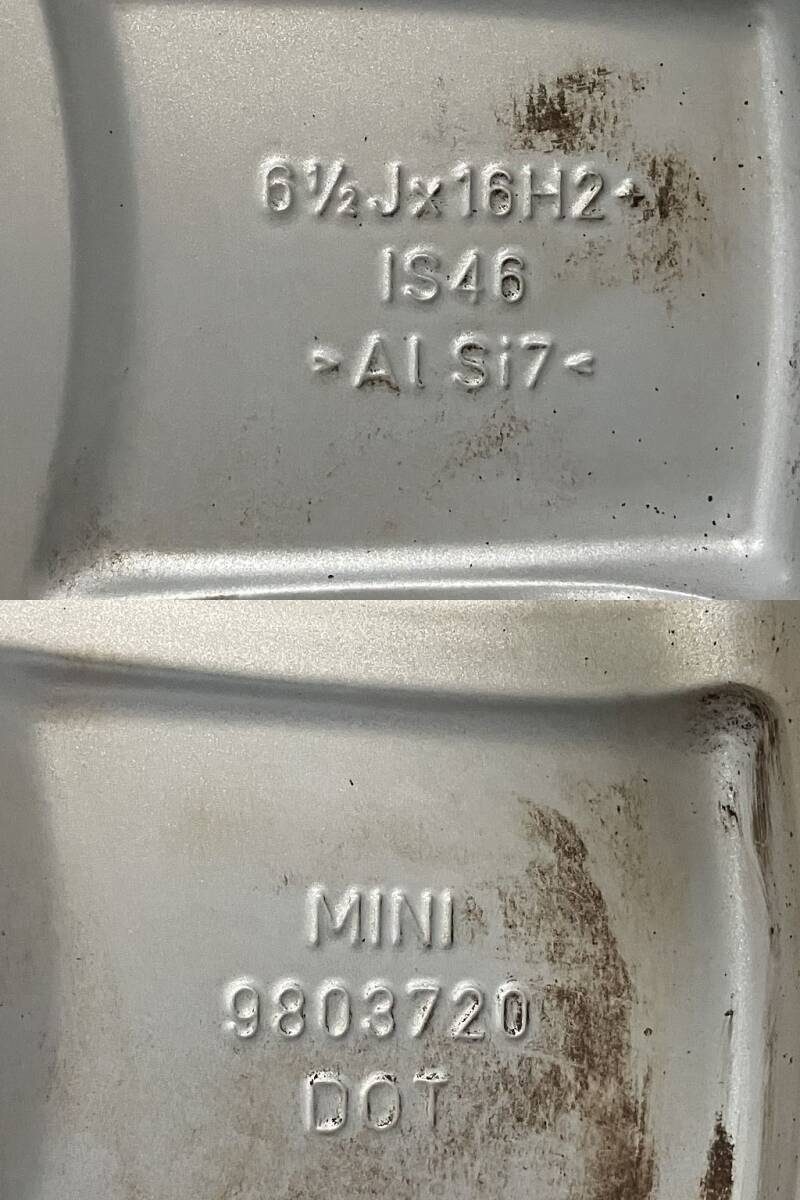 6½Jx16H2+
IS46
>Al Si7<
MINI
9803720
DOT